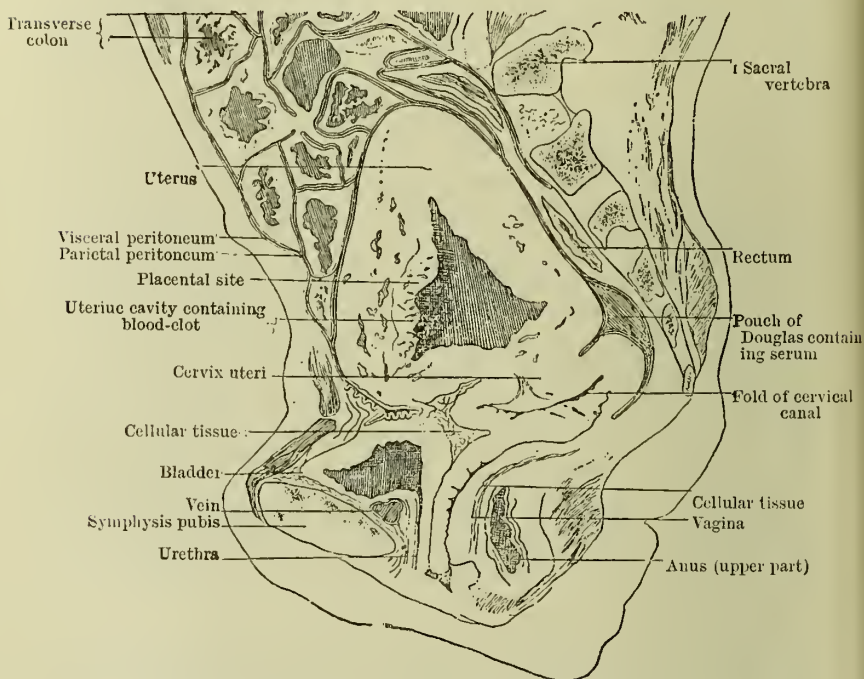 Transverse
colon
Uterus
Visceral peritoneum
Parietal peritoneum
Placental site
Uteriue cavity containing
blood-clot
Cervix uteri
Cellular tissue
Bladder
Vein
Symphysis pubis
Urethra
1 Sacral
vertebra
Rectum
Pouch of
Douglas contain
ing serum
Fold of cervical
canal
Cellular tissue
Vagina
Anus (upper part)